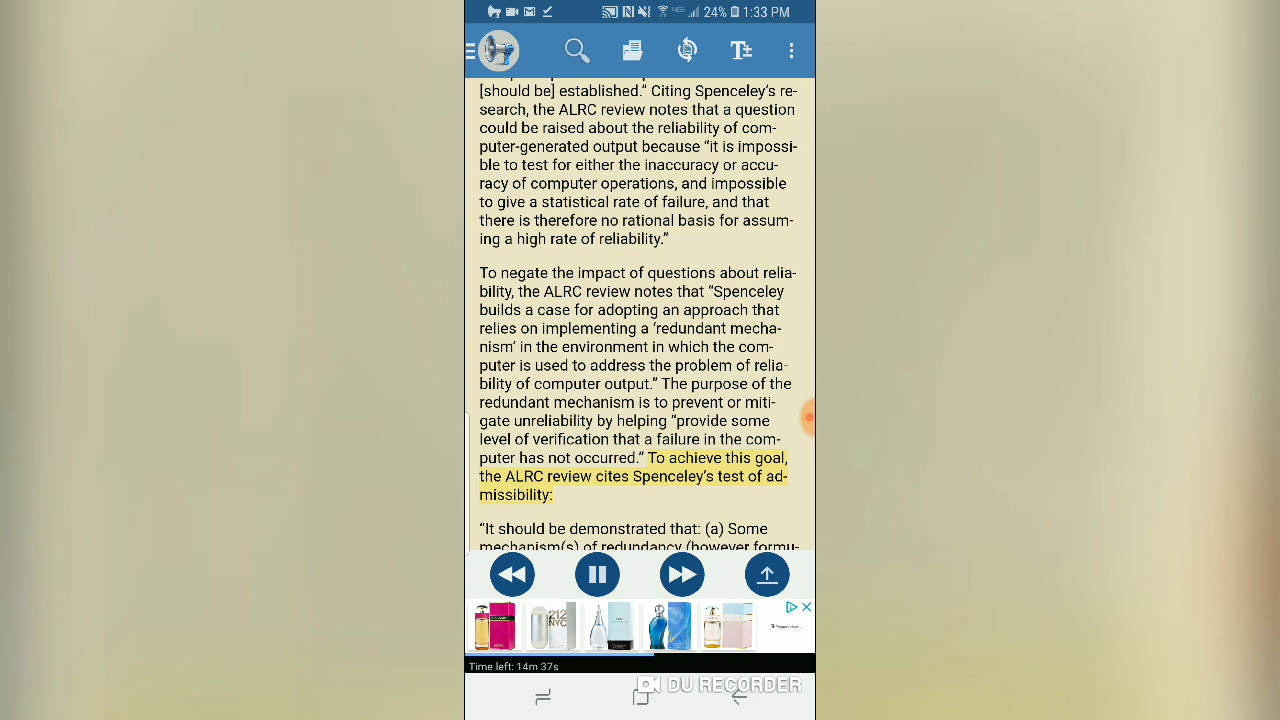 24% 1:33 PM
T±
[should be] established.” Citing Spenceley’s re-
search, the ALRC review notes that a question
could be raised about the reliability of com-
puter-generated output because “it is impossi-
ble to test for either the inaccuracy or accu-
racy of computer operations, and impossible
to give a statistical rate of failure, and that
there is therefore no rational basis for assum-
ing a high rate of reliability.”
To negate the impact of questions about relia-
bility, the ALRC review notes that “Spenceley
builds a case for adopting an approach that
relies on implementing a ‘redundant mecha-
nism’ in the environment in which the com-
puter is used to address the problem of relia-
bility of computer output.” The purpose of the
redundant mechanism is to prevent or miti-
gate unreliability by helping “provide some
level of verification that a failure in the com-
puter has not occurred.” To achieve this goal,
the ALRC review cites Spenceley’s test of ad-
missibility:
“It should be demonstrated that: (a) Some
mechanism(s) of redundancy (however formu-
212
NYC
Time left: 14m 37s
DU RECORDER